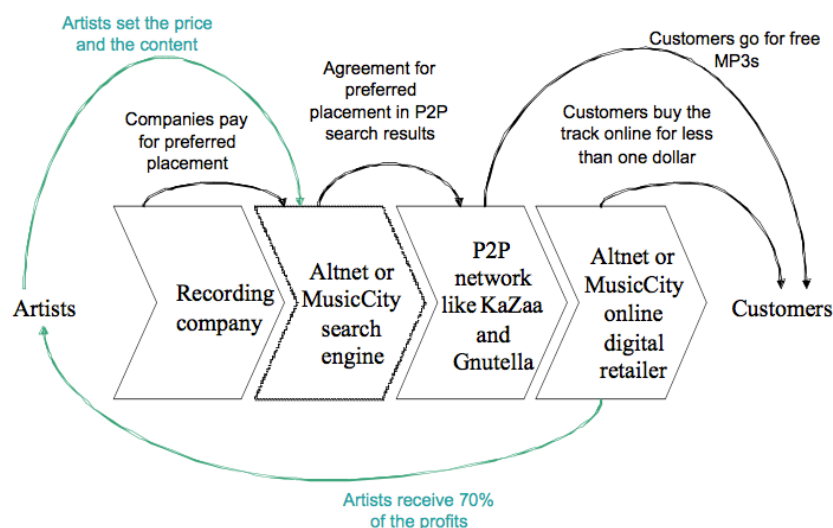 Artists set the price
and the content
Agreement for
preferred
placement in P2P
search results
Customers go for free
MP3s
Companies pay
for preferred
placement
Customers buy the
track online for less
than one dollar
Artists
Recording
company
Altnet or
MusicCity
search
engine
P2P
network
like KaZaa
and
Gnutella
Altnet or
MusicCity
online
digital
retailer
Customers
Artists receive 70%
of the profits